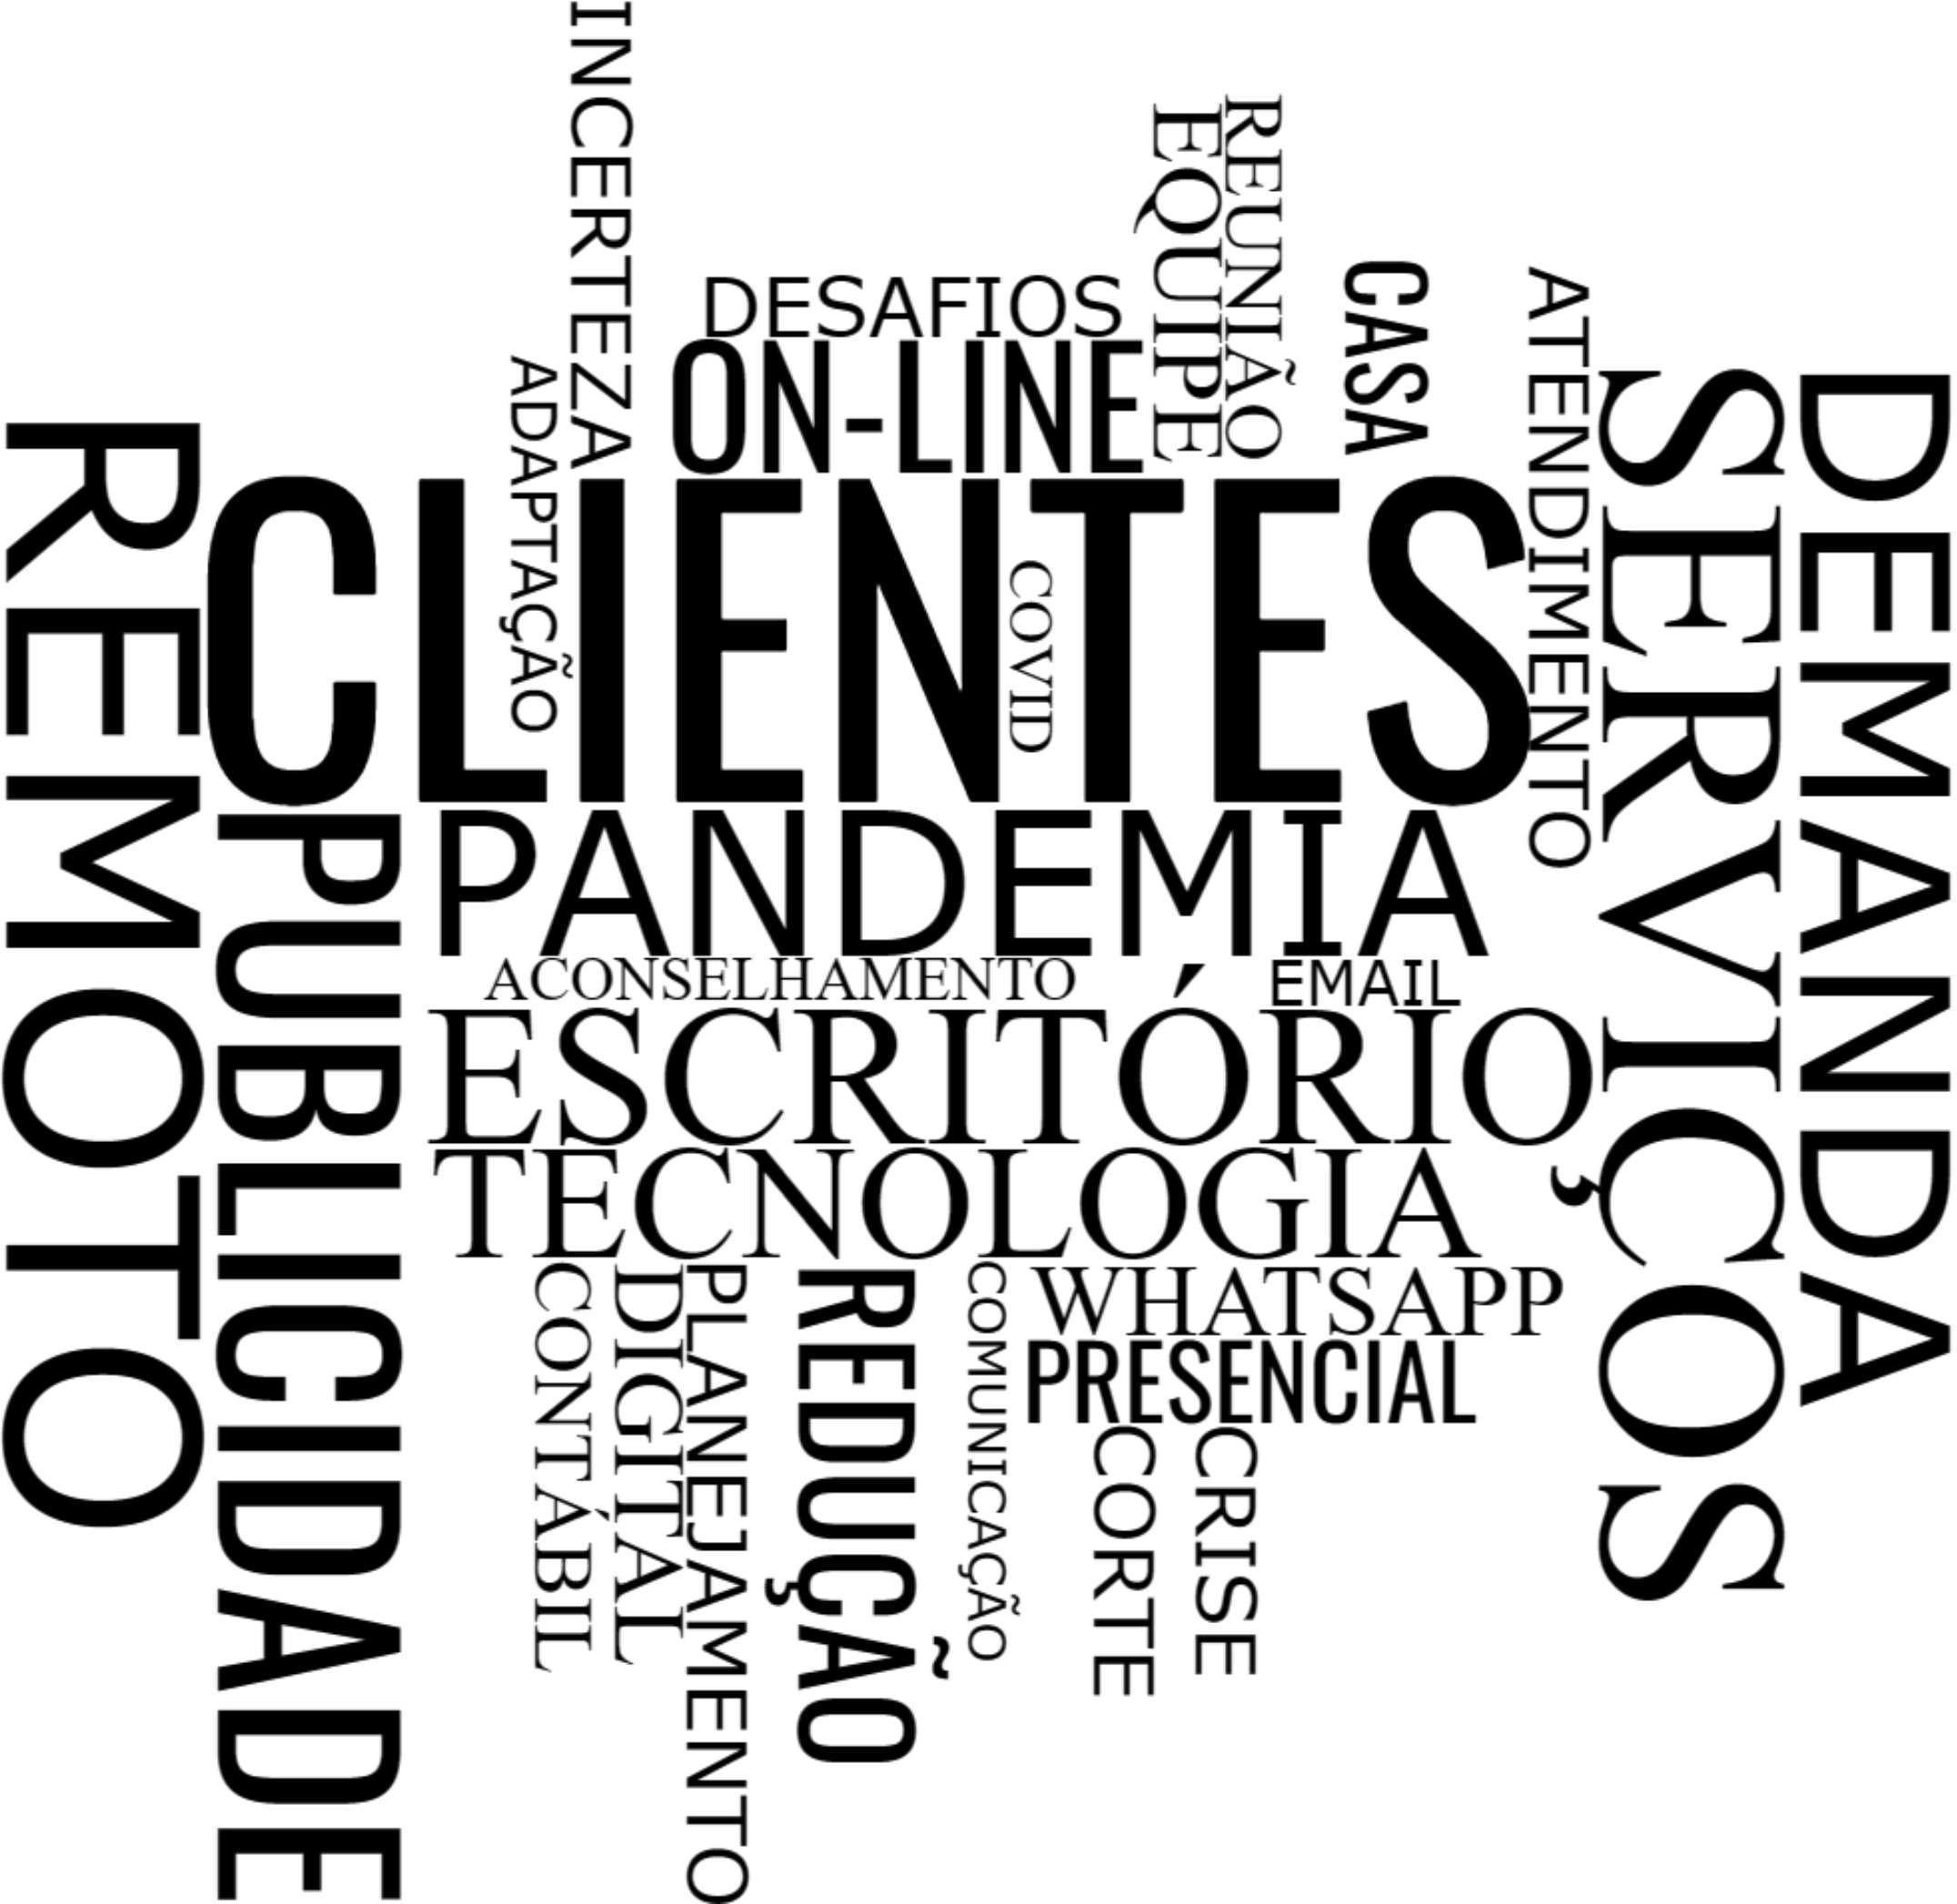 INCERTEZA
REUNIÃO
EQUIPE
CASA
ATENDIMENTO
DESAFIOS
ON-LINE
ADAPTAÇÃO
DEMANDA
SERVIÇOS
REMOTO
CLIENTES
COVID
PUBLICIDADE
PANDEMIA
ACONSELHAMENTO
EMAIL
ESCRITÓRIO
TECNOLOGIA
CONTÁBIL
DIGITAL
PLANEJAMENTO
REDUÇÃO
COMUNICAÇÃO
WHATSAPP
PRESENCIAL
CORTE
CRISE